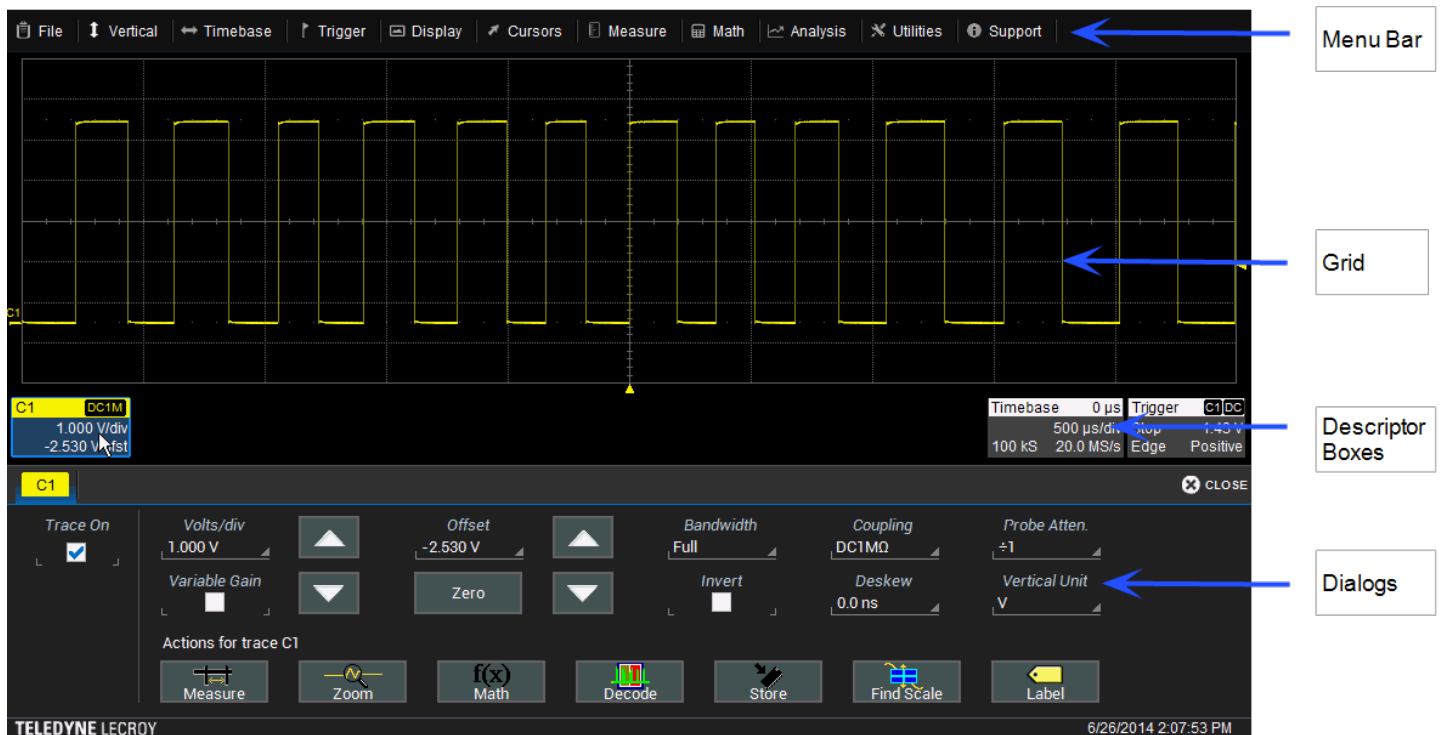 File Vertical Timebase Trigger Display Cursors Measure Math Analysis Utilities Support
Menu Bar
Grid
C1
C1 DC1M
1.000 V/div
-2.530 V ofst
Timebase 0 µs
500 µs/div
100 kS 20.0 MS/s
Trigger C1 DC
Stop 1.43 V
Edge Positive
Descriptor
Boxes
C1
CLOSE
Trace On
Volts/div
1.000 V
Offset
-2.530 V
Bandwidth
Full
Coupling
DC1MΩ
Probe Atten.
÷1
Variable Gain
Zero
Invert
Deskew
0.0 ns
Vertical Unit
V
Dialogs
Actions for trace C1
Measure
Zoom
f(x)
Math
Decode
Store
Find Scale
Label
TELEDYNE LECROY
6/26/2014 2:07:53 PM